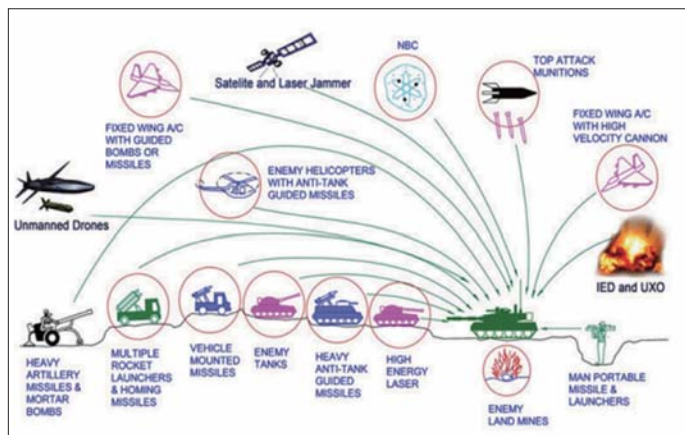 NBC
Satelite and Laser Jammer
TOP ATTACK
MUNITIONS
FIXED WING A/C
WITH GUIDED
BOMBS OR
MISSILES
FIXED WING A/C
WITH HIGH
VELOCITY CANNON
ENEMY HELICOPTERS
WITH ANTI-TANK
GUIDED MISSILES
Unmanned Drones
IED and UXO
HEAVY
ARTILLERY
MISSILES &
MORTAR
BOMBS
MULTIPLE
ROCKET
LAUNCHERS
& HOMING
MISSILES
VEHICLE
MOUNTED
MISSILES
ENEMY
TANKS
HEAVY
ANTI-TANK
GUIDED
MISSILES
HIGH
ENERGY
LASER
ENEMY
LAND MINES
MAN PORTABLE
MISSILE &
LAUNCHERS